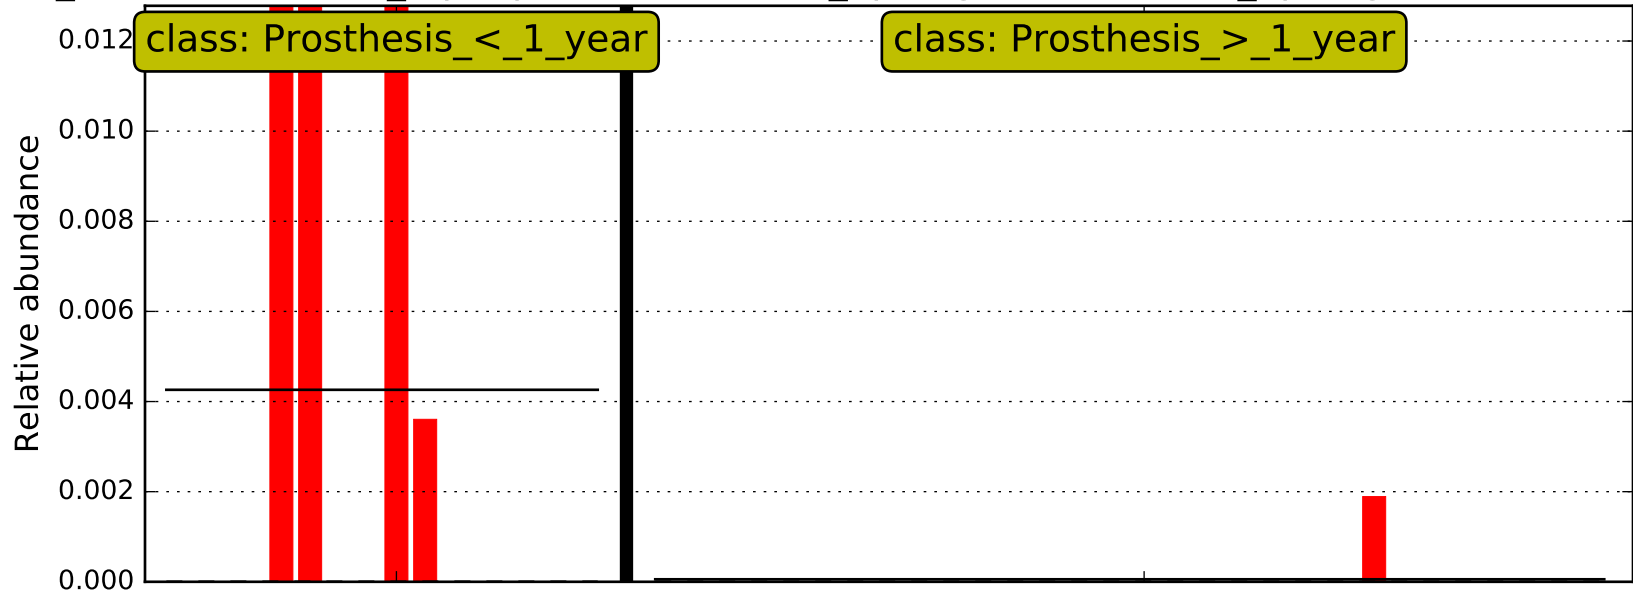 class: Prosthesis_<_1_year
class: Prosthesis_>_1_year
0.012
0.010
0.008
0.006
0.004
0.002
0.000
Relative abundance